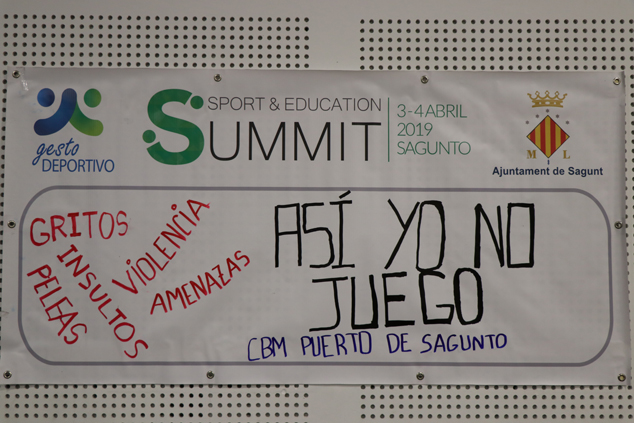 gesto
DEPORTIVO
SPORT & EDUCATION
SUMMIT
3-4 ABRIL
2019
SAGUNTO
M L
Ajuntament de Sagunt
GRITOS
INSULTOS
PELEAS
VIOLENCIA
AMENAZAS
ASÍ YO NO
JUEGO
CBM PUERTO DE SAGUNTO